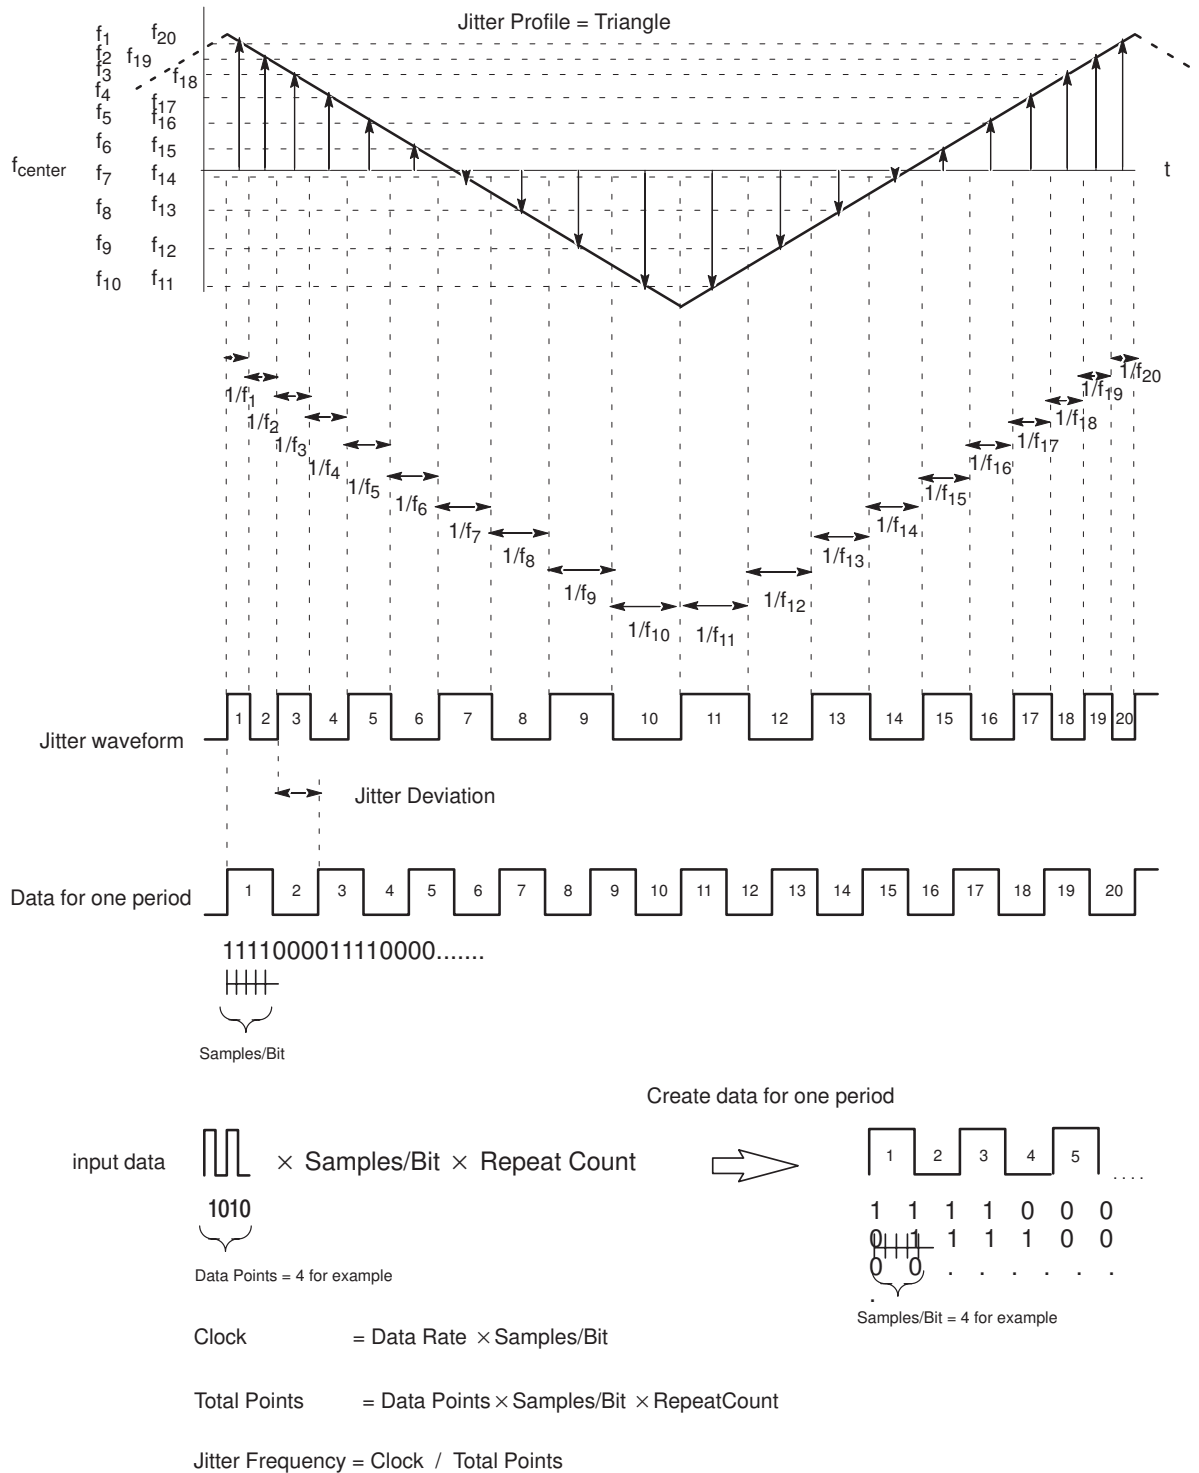 Jitter Profile = Triangle
f1 f20
f2 f19
f3 f18
f4 f17
f5 f16
f6 f15
fcenter
f7 f14
t
f8 f13
f9 f12
f10 f11
1/f1
1/f2
1/f3
1/f4
1/f5
1/f6
1/f7
1/f8
1/f9
1/f10
1/f11
1/f12
1/f13
1/f14
1/f15
1/f16
1/f17
1/f18
1/f19
1/f20
Jitter waveform 1 2 3 4 5 6 7 8 9 10 11 12 13 14 15 16 17 18 19 20
Jitter Deviation
Data for one period 1 2 3 4 5 6 7 8 9 10 11 12 13 14 15 16 17 18 19 20
1111000011110000.......
Samples/Bit
Create data for one period
input data × Samples/Bit × Repeat Count
1 2 3 4 5 ....
1010
1 1 1 1 0 0 0
0 1 1 1 1 0 0
0 0 . . . . . .
.
Data Points = 4 for example
Samples/Bit = 4 for example
Clock = Data Rate × Samples/Bit
Total Points = Data Points × Samples/Bit × RepeatCount
Jitter Frequency = Clock / Total Points